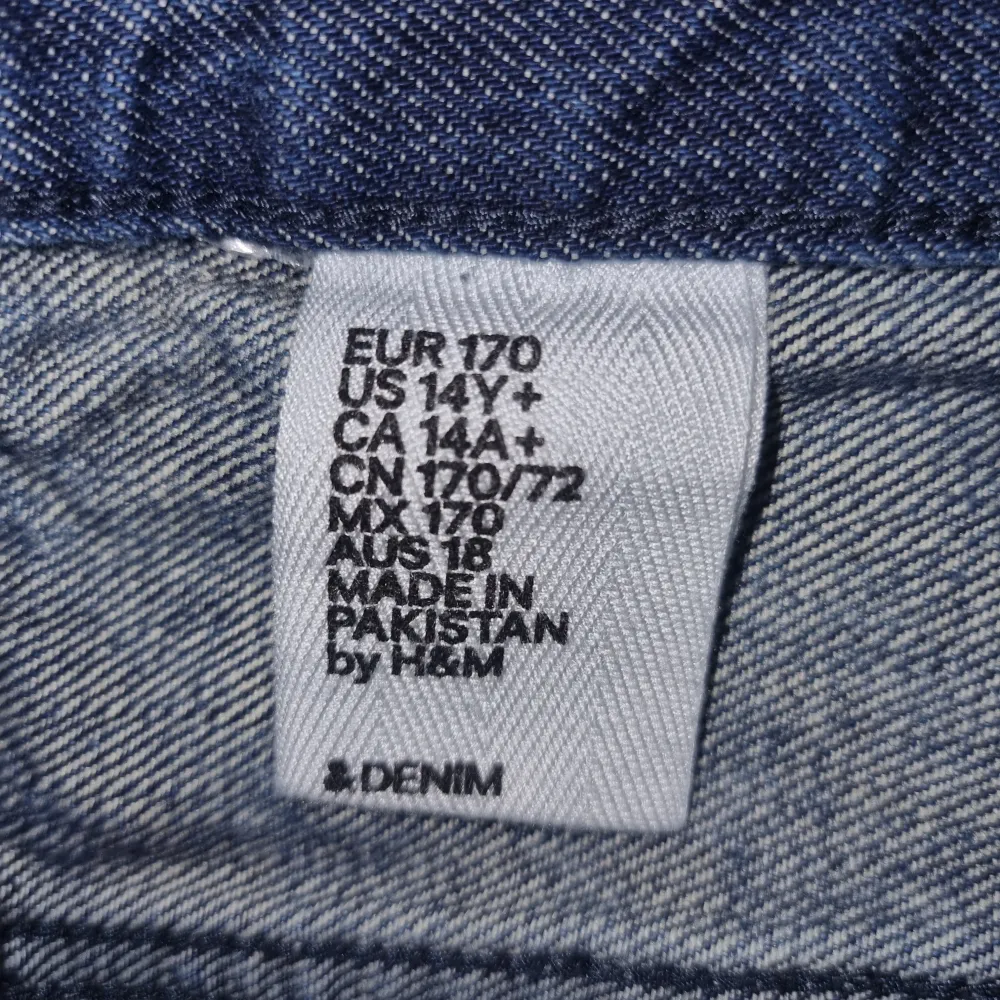 EUR 170
US 14Y+
CA 14A+
CN 170/72
MX 170
AUS 18
MADE IN
PAKISTAN
by H&M
&DENIM